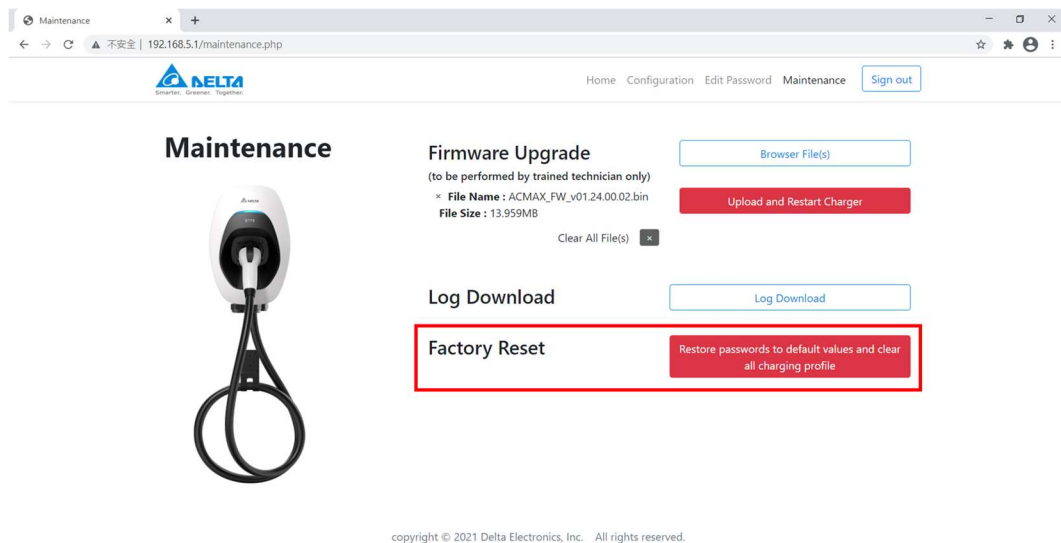 Maintenance
不安全 | 192.168.5.1/maintenance.php
DELTA
Smarter. Greener. Together.
Home Configuration Edit Password Maintenance Sign out
Maintenance
Firmware Upgrade
(to be performed by trained technician only)
× File Name : ACMAX_FW_v01.24.00.02.bin
File Size : 13.959MB
Clear All File(s) ×
Browser File(s)
Upload and Restart Charger
Log Download
Log Download
Factory Reset
Restore passwords to default values and clear
all charging profile
DELTA
copyright © 2021 Delta Electronics, Inc. All rights reserved.